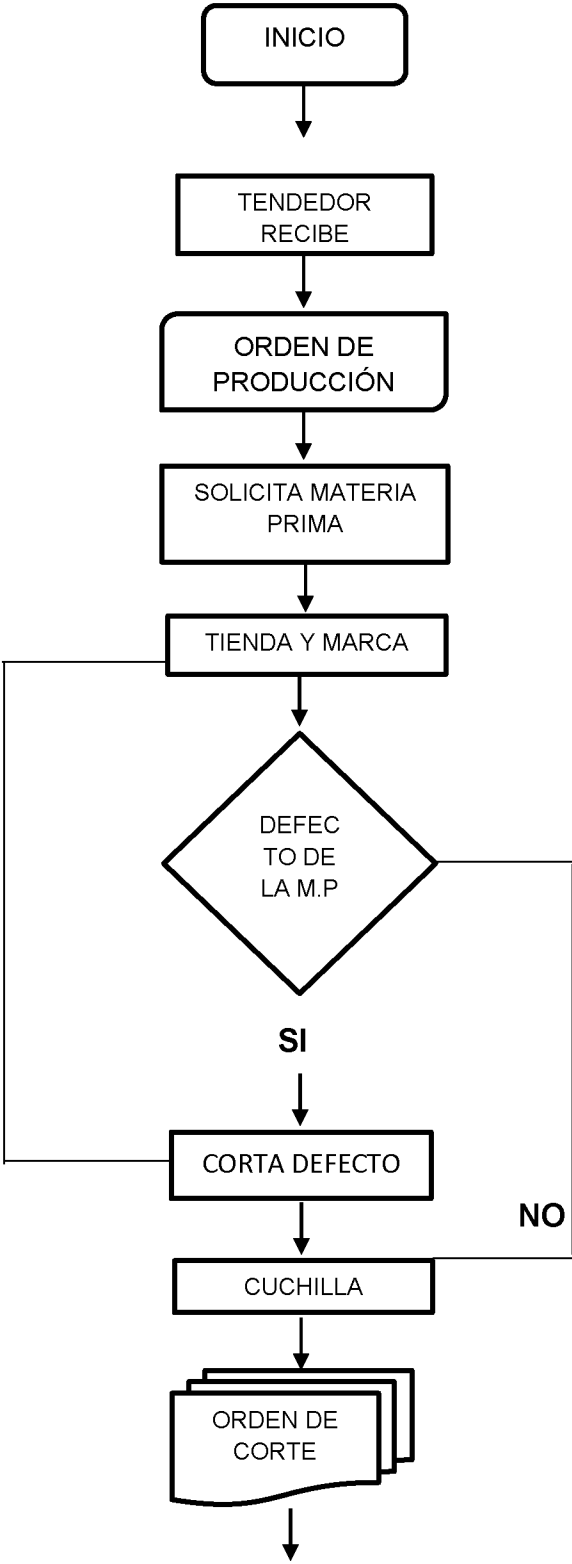 INICIO
TENDEDOR
RECIBE
ORDEN DE
PRODUCCIÓN
SOLICITA MATERIA
PRIMA
TIENDA Y MARCA
DEFEC
TO DE
LA M.P
SI
CORTA DEFECTO
NO
CUCHILLA
ORDEN DE
CORTE